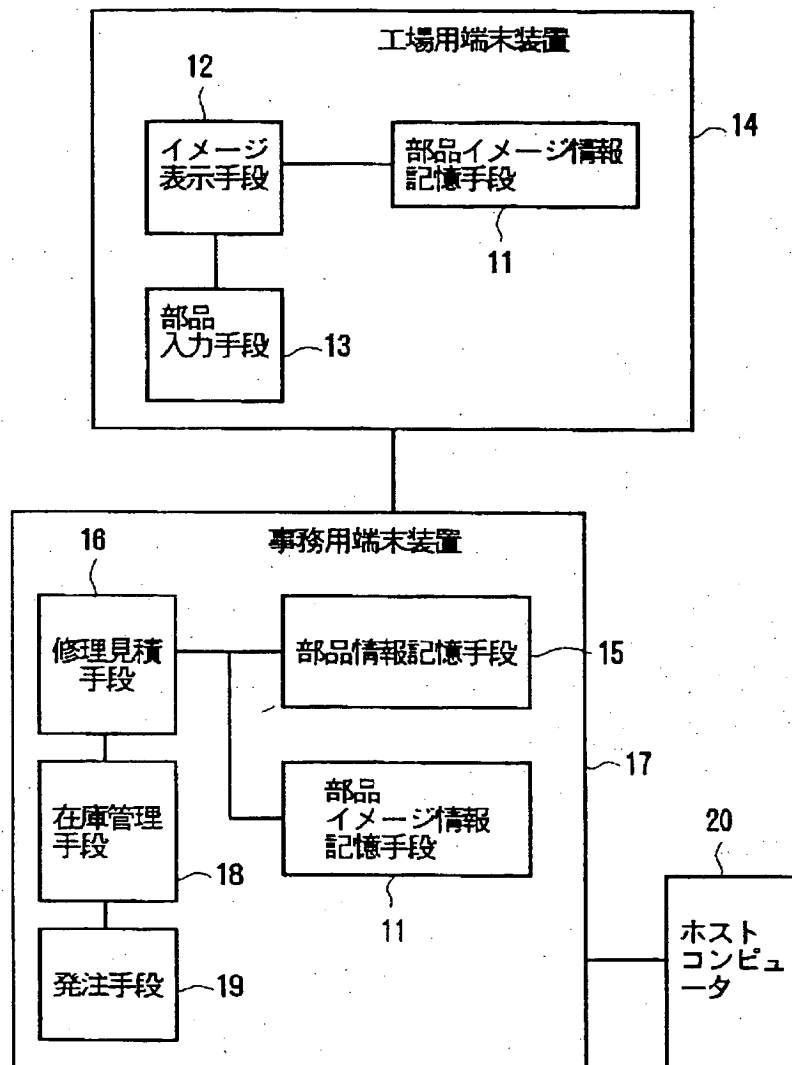 工場用端末装置
12
イメージ
表示手段
部品イメージ情報
記憶手段
14
11
部品
入力手段
13
事務用端末装置
16
修理見積
手段
部品情報記憶手段
15
17
在庫管理
手段
18
部品
イメージ情報
記憶手段
11
20
発注手段
19
ホスト
コンピュ
ータ